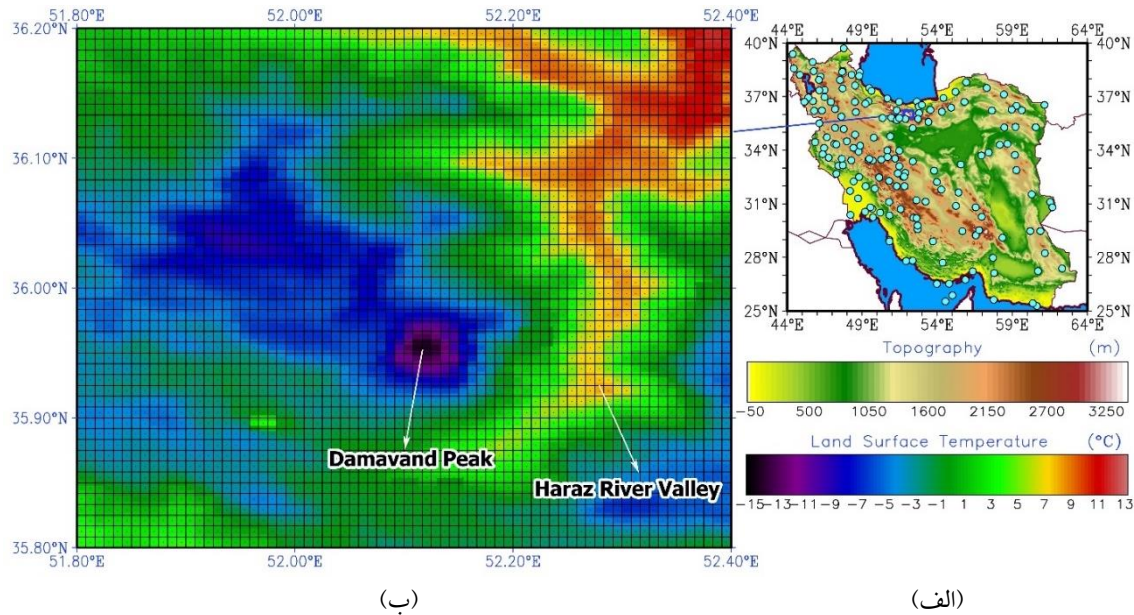 51.80°E 52.00°E 52.20°E 52.40°E
36.20°N
36.10°N
36.00°N
35.90°N
35.80°N
51.80°E 52.00°E 52.20°E 52.40°E
Damavand Peak
Haraz River Valley
(ب)
44°E 49°E 54°E 59°E 64°E
40°N 40°N
37°N 37°N
34°N 34°N
31°N 31°N
28°N 28°N
25°N 25°N
44°E 49°E 54°E 59°E 64°E
Topography (m)
-50 500 1050 1600 2150 2700 3250
Land Surface Temperature (°C)
-15 -13 -11 -9 -7 -5 -3 -1 1 3 5 7 9 11 13
(الف)